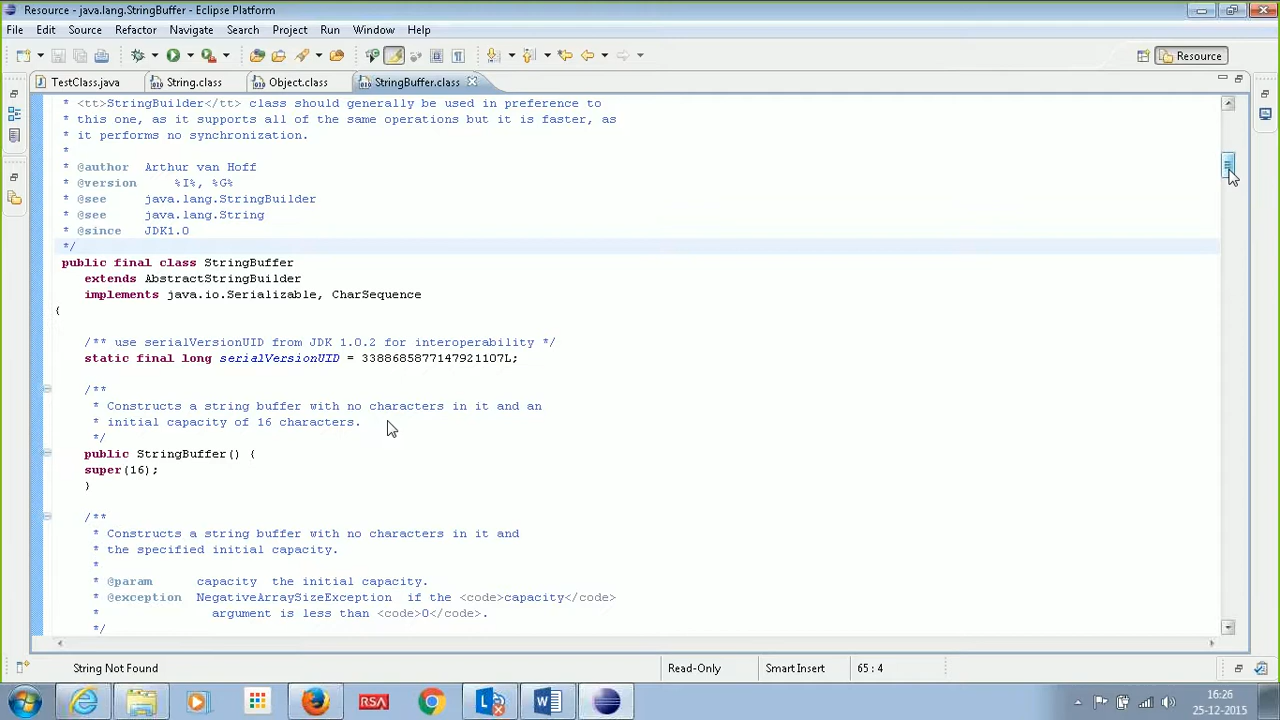 Resource - java.lang.StringBuffer - Eclipse Platform
File Edit Source Refactor Navigate Search Project Run Window Help
Resource
TestClass.java String.class Object.class StringBuffer.class
* <tt>StringBuilder</tt> class should generally be used in preference to
* this one, as it supports all of the same operations but it is faster, as
* it performs no synchronization.
*
* @author Arthur van Hoff
* @version %I%, %G%
* @see java.lang.StringBuilder
* @see java.lang.String
* @since JDK1.0
*/
public final class StringBuffer
extends AbstractStringBuilder
implements java.io.Serializable, CharSequence
{
/** use serialVersionUID from JDK 1.0.2 for interoperability */
static final long serialVersionUID = 3388685877147921107L;
/**
* Constructs a string buffer with no characters in it and an
* initial capacity of 16 characters.
*/
public StringBuffer() {
super(16);
}
/**
* Constructs a string buffer with no characters in it and
* the specified initial capacity.
*
* @param capacity the initial capacity.
* @exception NegativeArraySizeException if the <code>capacity</code>
* argument is less than <code>0</code>.
*/
String Not Found Read-Only Smart Insert 65 : 4
RSA
16:26
25-12-2015